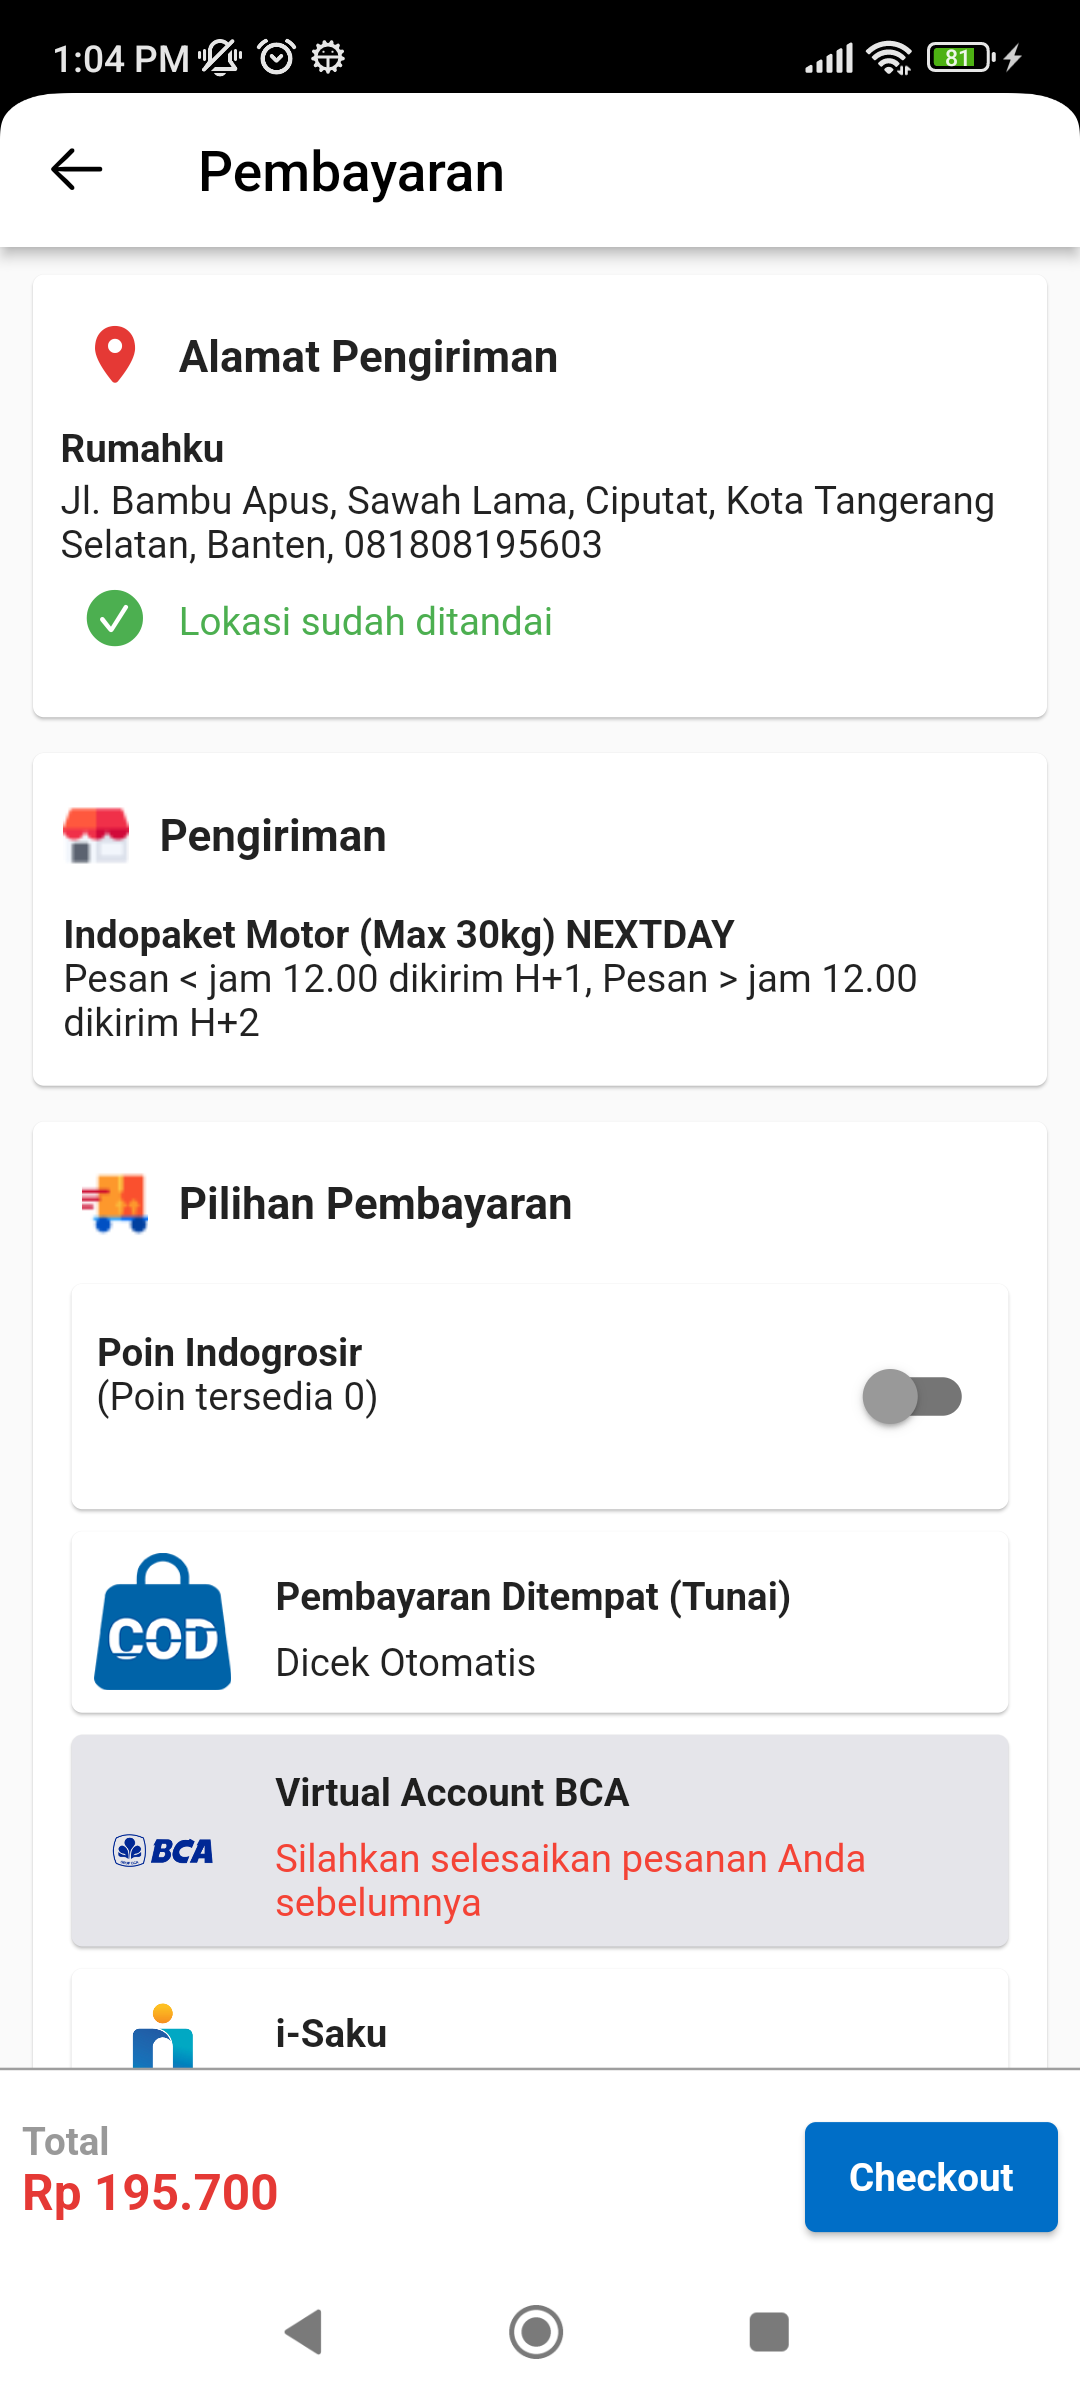 1:04 PM
81
Pembayaran
Alamat Pengiriman
Rumahku
Jl. Bambu Apus, Sawah Lama, Ciputat, Kota Tangerang
Selatan, Banten, 081808195603
Lokasi sudah ditandai
Pengiriman
Indopaket Motor (Max 30kg) NEXTDAY
Pesan < jam 12.00 dikirim H+1, Pesan > jam 12.00
dikirim H+2
Pilihan Pembayaran
Poin Indogrosir
(Poin tersedia 0)
COD
Pembayaran Ditempat (Tunai)
Dicek Otomatis
Virtual Account BCA
BCA
Silahkan selesaikan pesanan Anda
sebelumnya
i-Saku
Total
Rp 195.700
Checkout